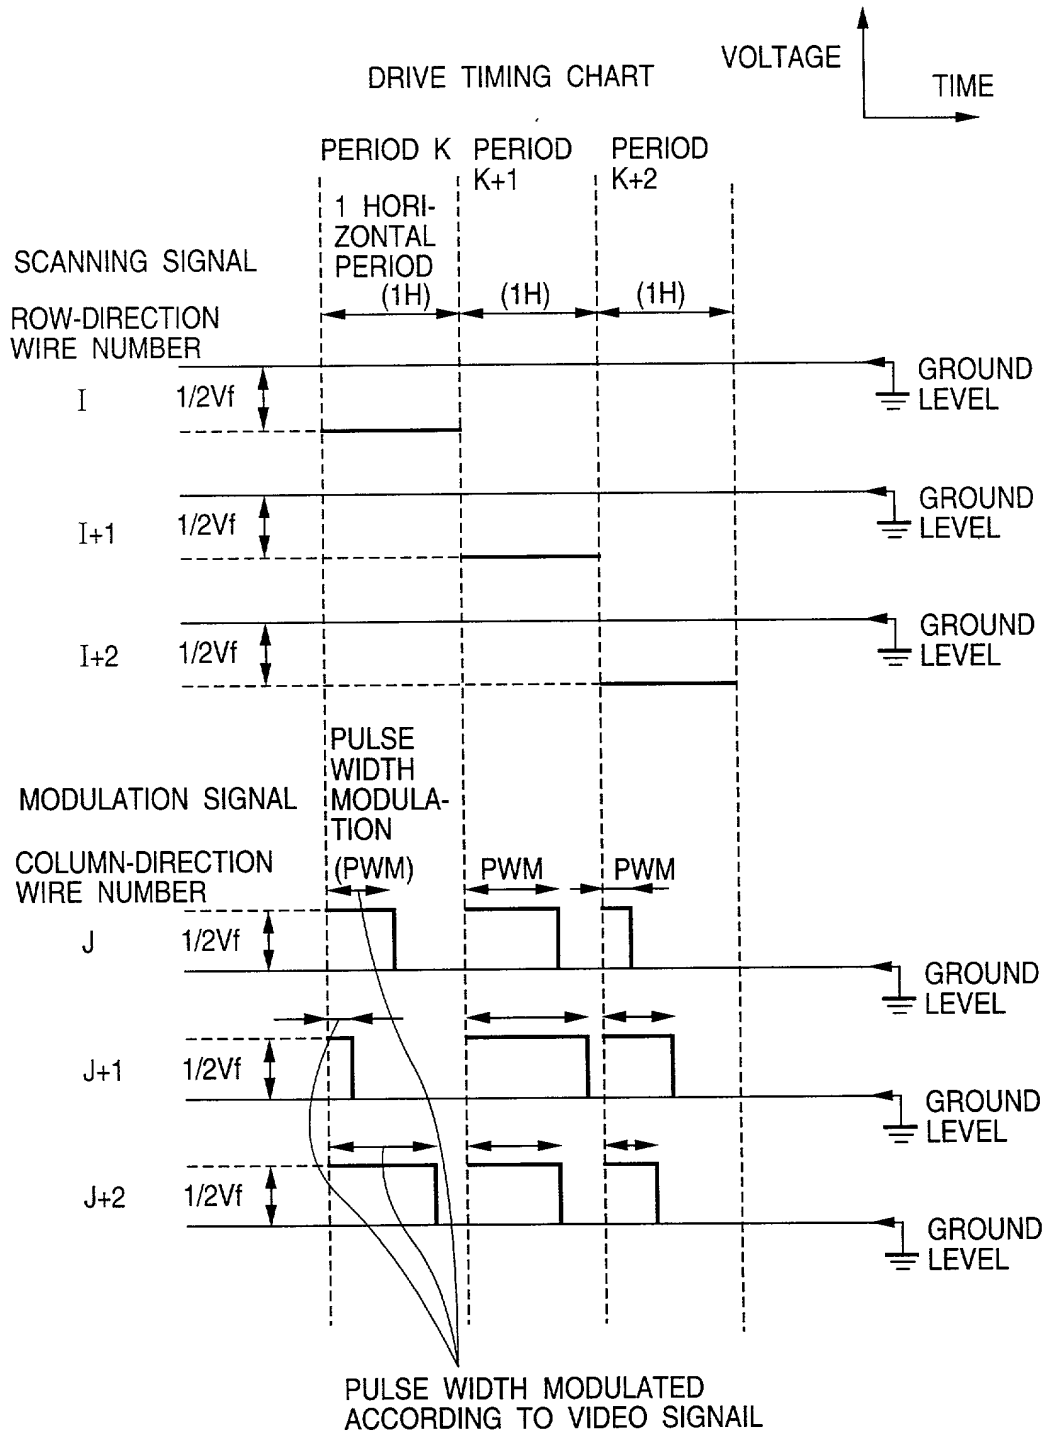 DRIVE TIMING CHART
VOLTAGE
TIME
PERIOD K
PERIOD
K+1
PERIOD
K+2
1 HORI-
ZONTAL
PERIOD
(1H)
(1H)
(1H)
SCANNING SIGNAL
ROW-DIRECTION
WIRE NUMBER
I
1/2Vf
GROUND
LEVEL
I+1
1/2Vf
GROUND
LEVEL
I+2
1/2Vf
GROUND
LEVEL
PULSE
WIDTH
MODULA-
TION
(PWM)
PWM
PWM
MODULATION SIGNAL
COLUMN-DIRECTION
WIRE NUMBER
J
1/2Vf
GROUND
LEVEL
J+1
1/2Vf
GROUND
LEVEL
J+2
1/2Vf
GROUND
LEVEL
PULSE WIDTH MODULATED
ACCORDING TO VIDEO SIGNAIL